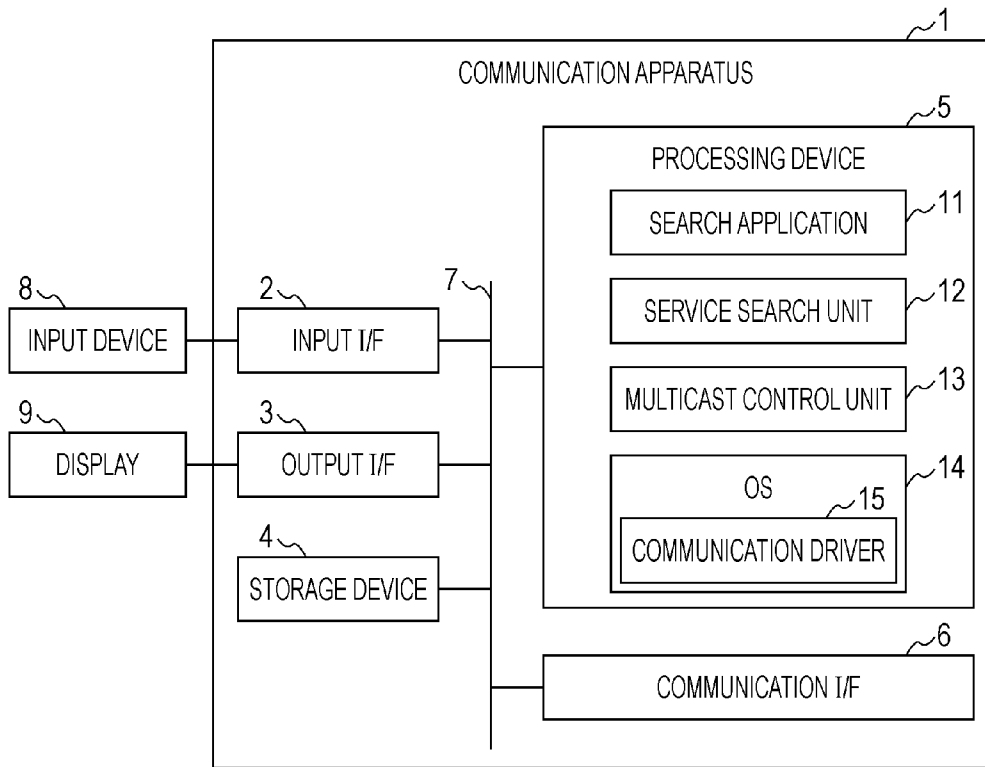 1
COMMUNICATION APPARATUS
5
PROCESSING DEVICE
11
SEARCH APPLICATION
8
INPUT DEVICE
2
INPUT I/F
7
12
SERVICE SEARCH UNIT
9
DISPLAY
3
OUTPUT I/F
13
MULTICAST CONTROL UNIT
14
OS
15
COMMUNICATION DRIVER
4
STORAGE DEVICE
6
COMMUNICATION I/F